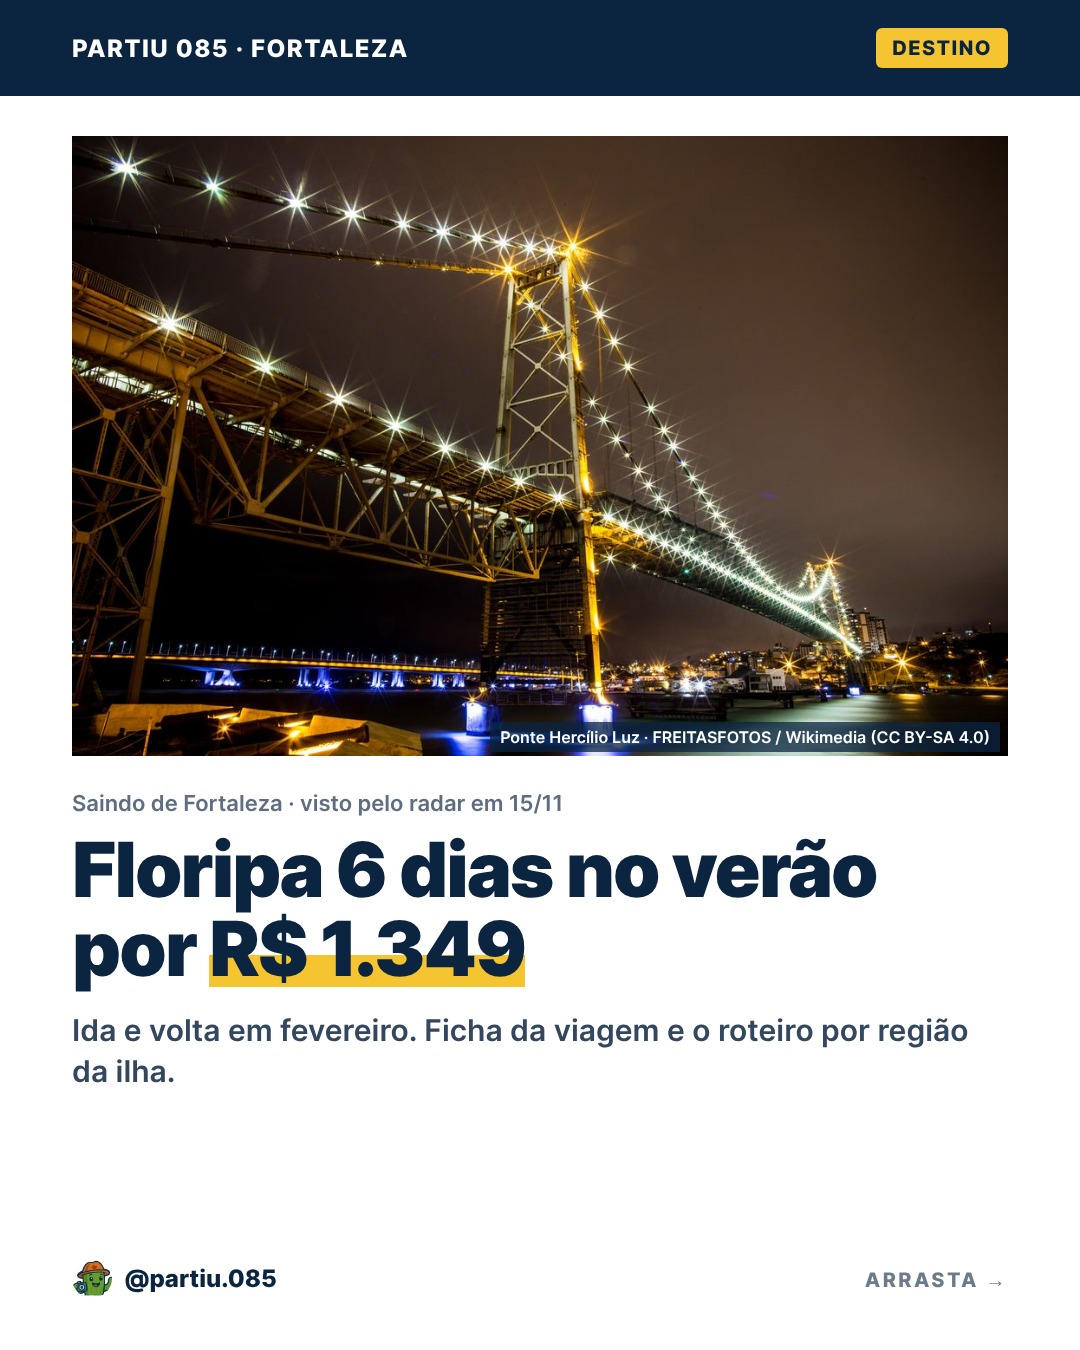 PARTIU 085 · FORTALEZA
DESTINO
Ponte Hercílio Luz · FREITASFOTOS / Wikimedia (CC BY-SA 4.0)
Saindo de Fortaleza · visto pelo radar em 15/11
Floripa 6 dias no verão
por R$ 1.349
Ida e volta em fevereiro. Ficha da viagem e o roteiro por região
da ilha.
@partiu.085
ARRASTA →